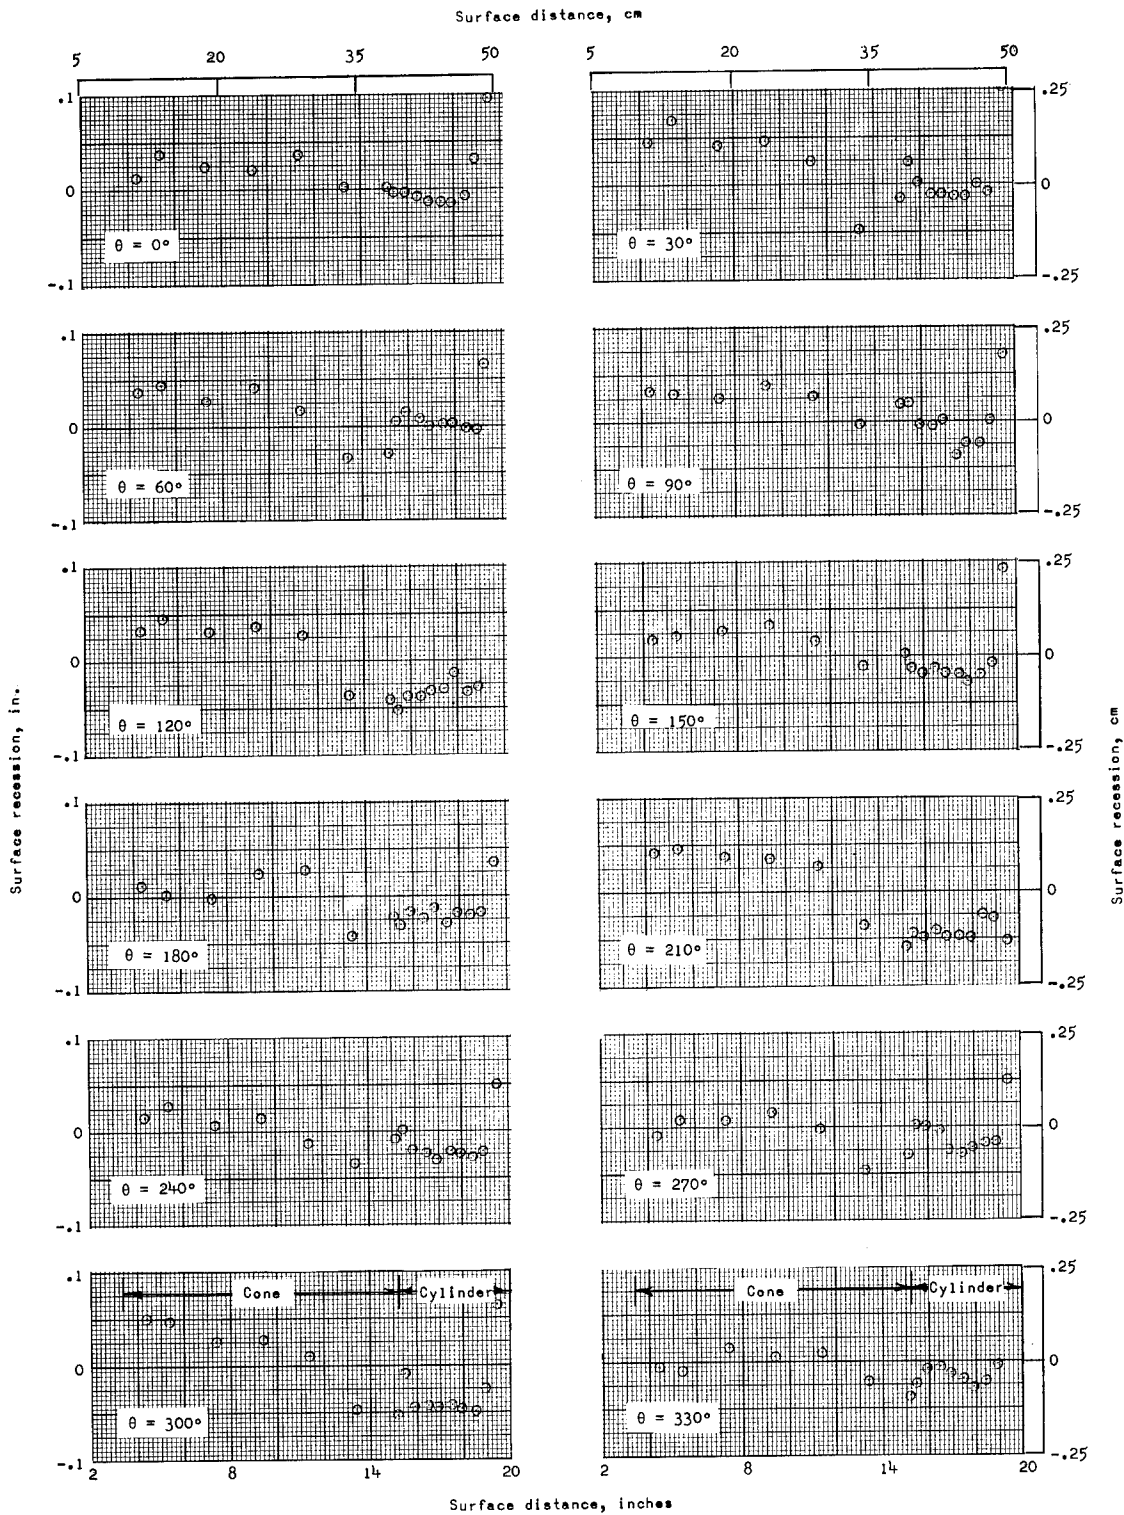 Surface distance, cm
5 20 35 50 5 20 35 50
.1 .25
0 0
θ = 0° θ = 30°
-.1 -.25
.1 .25
0 0
θ = 60° θ = 90°
-.1 -.25
.1 .25
0 0
θ = 120° θ = 150°
-.1 -.25
Surface recession, in.
Surface recession, cm
.1 .25
0 0
θ = 180° θ = 210°
-.1 -.25
.1 .25
0 0
θ = 240° θ = 270°
-.1 -.25
.1 .25
Cone Cylinder Cone Cylinder
0 0
θ = 300° θ = 330°
-.1 -.25
2 8 14 20 2 8 14 20
Surface distance, inches